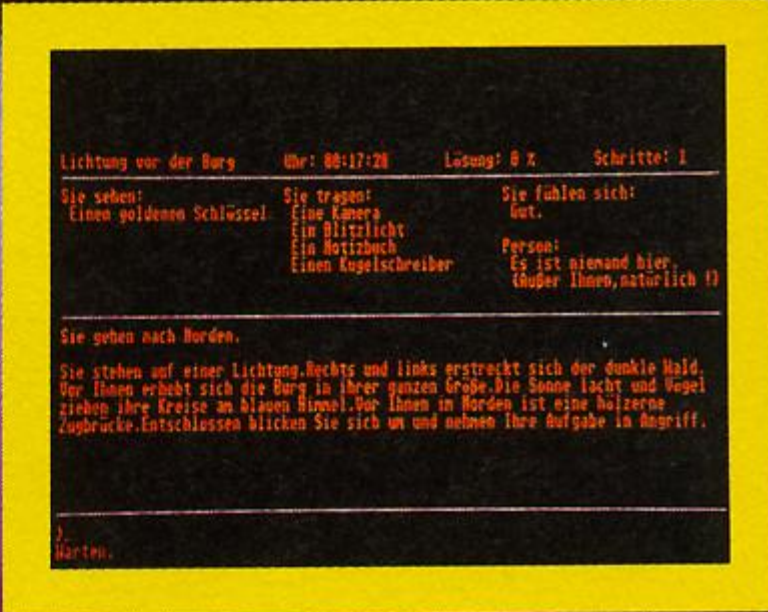 Lichtung vor der Burg Uhr: 00:17:20 Lösung: 0 % Schritte: 1
Sie sehen: Sie tragen: Sie fühlen sich:
Einen goldenen Schlüssel Eine Kamera Gut.
Ein Blitzlicht
Ein Notizbuch Person:
Einen Kugelschreiber Es ist niemand hier.
(Außer Ihnen,natürlich !)
Sie gehen nach Norden.
Sie stehen auf einer Lichtung.Rechts und links erstreckt sich der dunkle Wald.
Vor Ihnen erhebt sich die Burg in ihrer ganzen Größe.Die Sonne lacht und Vögel
ziehen ihre Kreise am blauen Himmel.Vor Ihnen im Norden ist eine hölzerne
Zugbrücke.Entschlossen blicken Sie sich um und nehmen Ihre Aufgabe in Angriff.
>_
Warten.